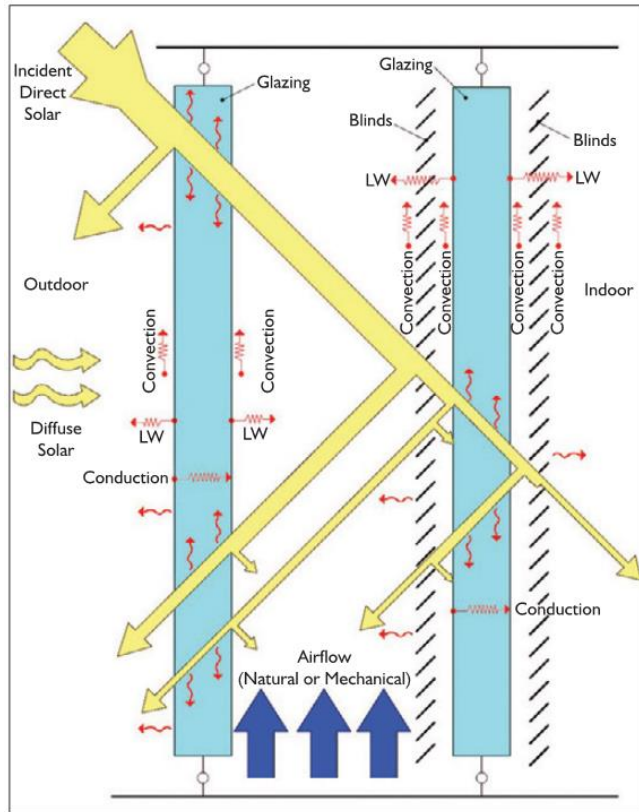 Incident
Direct
Solar
Glazing
Glazing
Blinds
Blinds
LW
LW
Convection
Convection
Convection
Convection
Outdoor
Indoor
Convection
Convection
Diffuse
Solar
LW
LW
Conduction
Conduction
Airflow
(Natural or Mechanical)